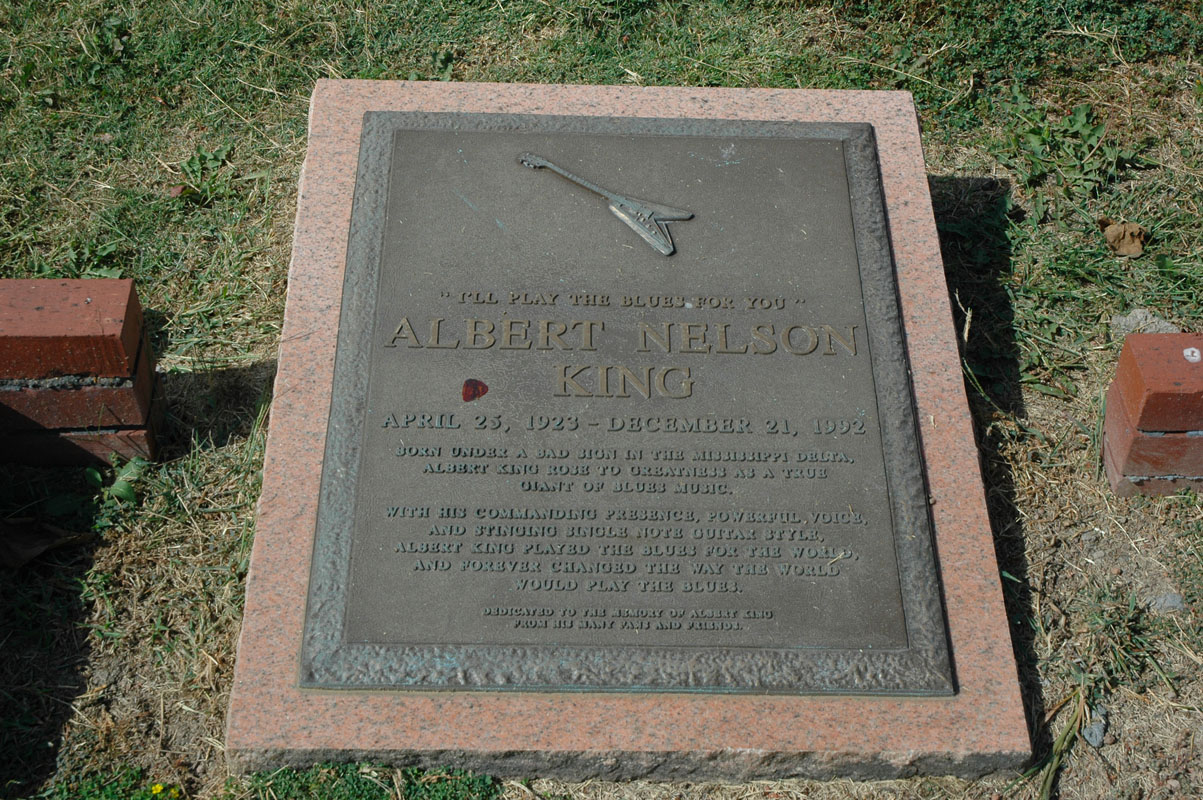 " I'LL PLAY THE BLUES FOR YOU "
ALBERT NELSON
KING
APRIL 25, 1923 - DECEMBER 21, 1992
BORN UNDER A BAD SIGN IN THE MISSISSIPPI DELTA,
ALBERT KING ROSE TO GREATNESS AS A TRUE
GIANT OF BLUES MUSIC.
WITH HIS COMMANDING PRESENCE, POWERFUL VOICE,
AND STINGING SINGLE NOTE GUITAR STYLE,
ALBERT KING PLAYED THE BLUES FOR THE WORLD,
AND FOREVER CHANGED THE WAY THE WORLD
WOULD PLAY THE BLUES.
DEDICATED TO THE MEMORY OF ALBERT KING
FROM HIS MANY FANS AND FRIENDS.